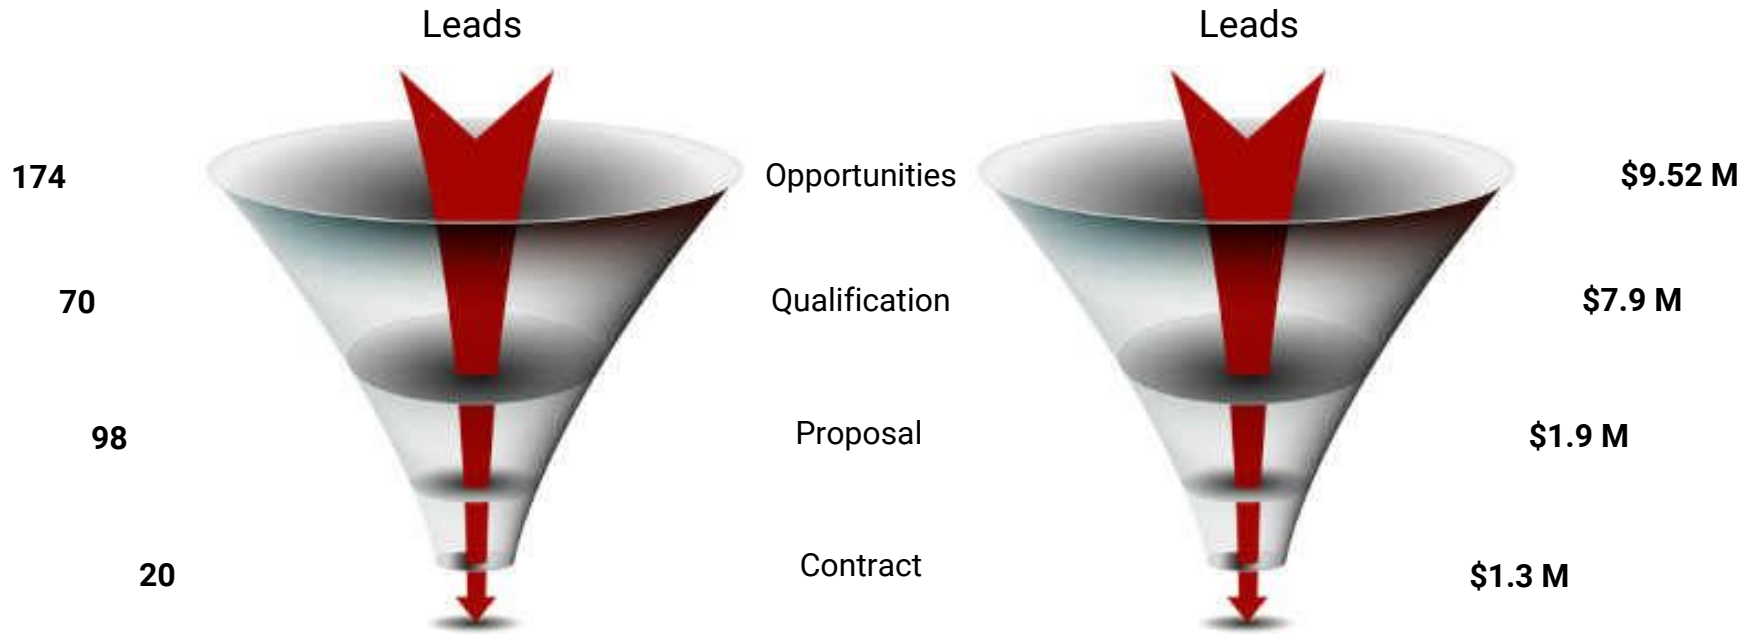 Leads
Leads
174
Opportunities
$9.52 M
70
Qualification
$7.9 M
98
Proposal
$1.9 M
20
Contract
$1.3 M